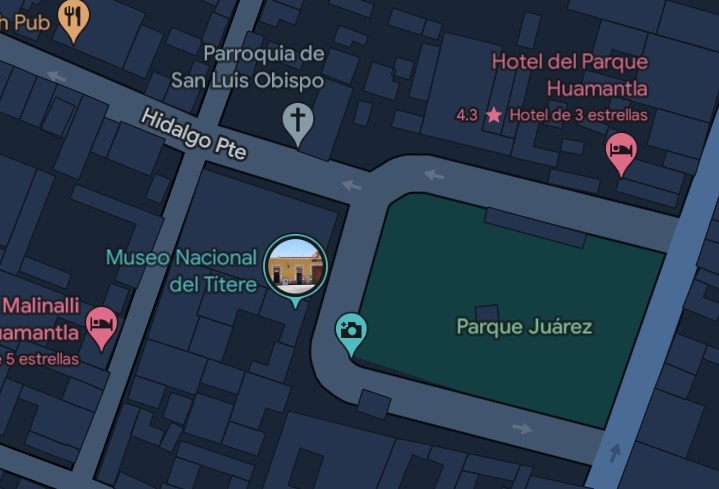 h Pub
Parroquia de
San Luis Obispo
Hotel del Parque
Huamantla
4.3 ★ Hotel de 3 estrellas
Hidalgo Pte
Museo Nacional
del Títere
Malinalli
uamantla
e 5 estrellas
Parque Juárez